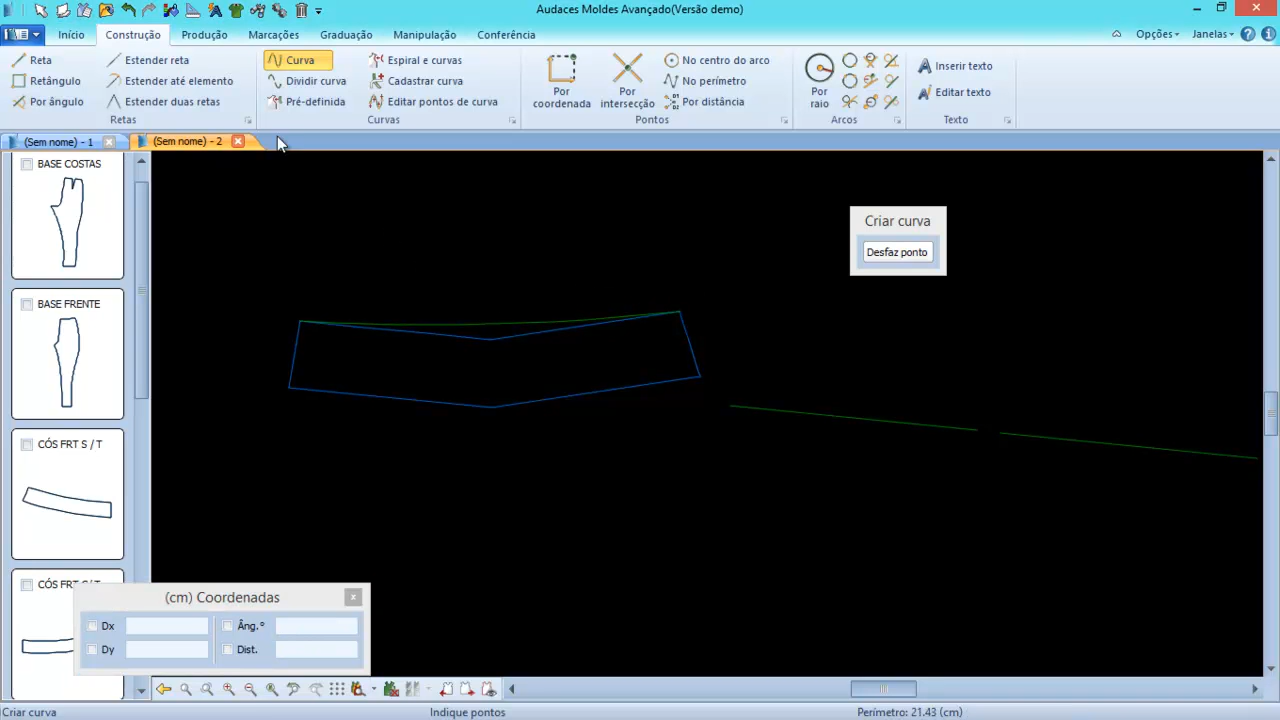 Audaces Moldes Avançado(Versão demo)
Início
Construção
Produção
Marcações
Graduação
Manipulação
Conferência
Opções
Janelas
Reta
Estender reta
Retângulo
Estender até elemento
Por ângulo
Estender duas retas
Retas
Curva
Espiral e curvas
Dividir curva
Cadastrar curva
Pré-definida
Editar pontos de curva
Curvas
Por coordenada
Por intersecção
No centro do arco
No perímetro
Por distância
Pontos
Por raio
Arcos
Inserir texto
Editar texto
Texto
(Sem nome) - 1
(Sem nome) - 2
BASE COSTAS
BASE FRENTE
CÓS FRT S / T
Criar curva
Desfaz ponto
(cm) Coordenadas
Dx
Âng.º
Dy
Dist.
Criar curva
Indique pontos
Perímetro: 21.43 (cm)